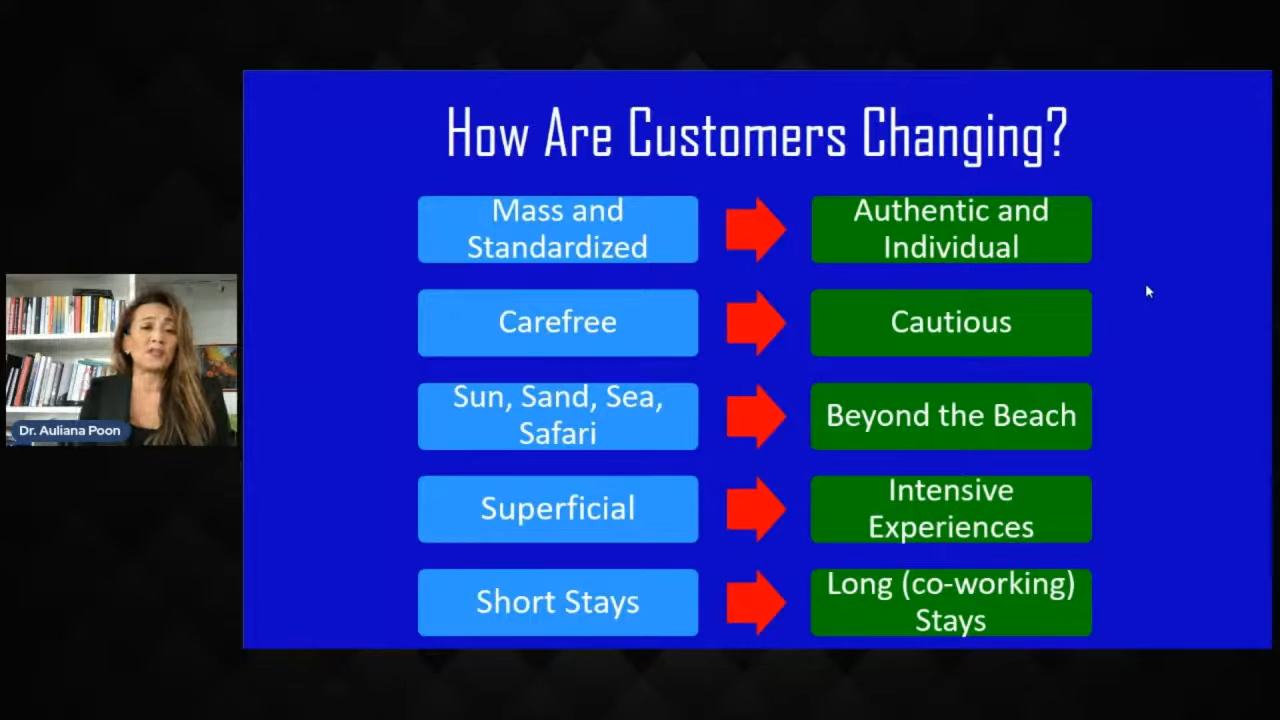 How Are Customers Changing?
Mass and
Standardized
Authentic and
Individual
Carefree
Cautious
Sun, Sand, Sea,
Safari
Beyond the Beach
Superficial
Intensive
Experiences
Short Stays
Long (co-working)
Stays
Dr. Auliana Poon